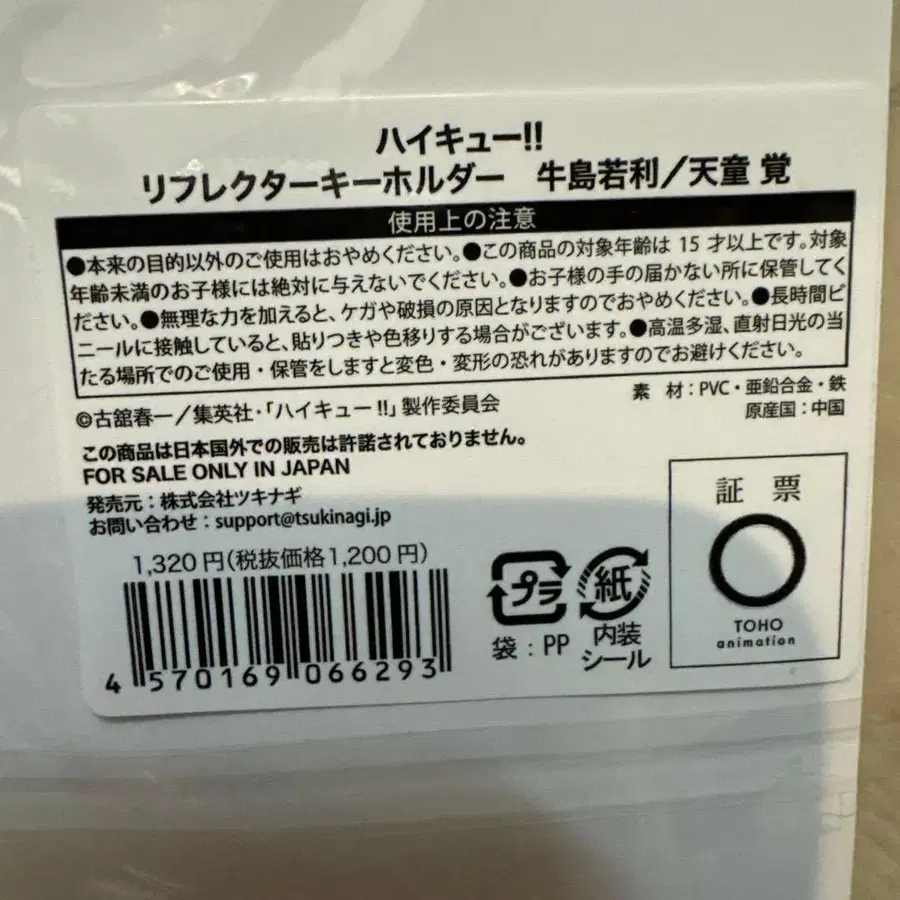 ハイキュー!!
リフレクターキーホルダー 牛島若利／天童 覚
使用上の注意
●本来の目的以外のご使用はおやめください。●この商品の対象年齢は 15 才以上です。対象
年齢未満のお子様には絶対に与えないでください。●お子様の手の届かない所に保管してく
ださい。●無理な力を加えると、ケガや破損の原因となりますのでおやめください。●長時間ビ
ニールに接触していると、貼りつきや色移りする場合がございます。●高温多湿、直射日光の当
たる場所でのご使用・保管をしますと変色・変形の恐れがありますのでお避けください。
素 材：PVC・亜鉛合金・鉄
©古舘春一／集英社・「ハイキュー!!」製作委員会
原産国：中国
この商品は日本国外での販売は許諾されておりません。
FOR SALE ONLY IN JAPAN
発売元：株式会社ツキナギ
お問い合わせ：support@tsukinagi.jp
1,320円（税抜価格1,200円）
4 570169 066293
プラ
袋：PP
紙
内装
シール
証 票
TOHO
animation